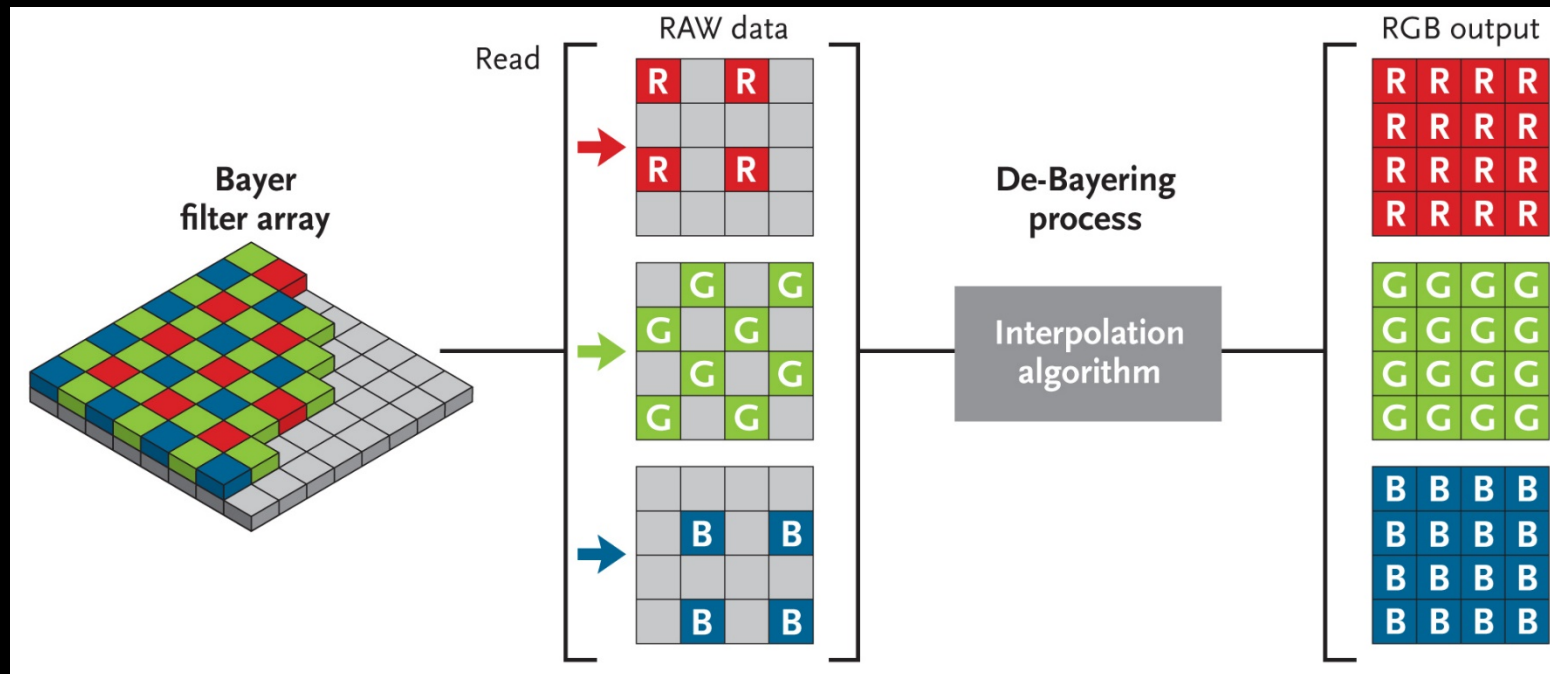 Bayer
filter array
Read
RAW data
R R
R R
G G
G G
G G
G G
B B
B B
De-Bayering
process
Interpolation
algorithm
RGB output
R R R R
R R R R
R R R R
R R R R
G G G G
G G G G
G G G G
G G G G
B B B B
B B B B
B B B B
B B B B